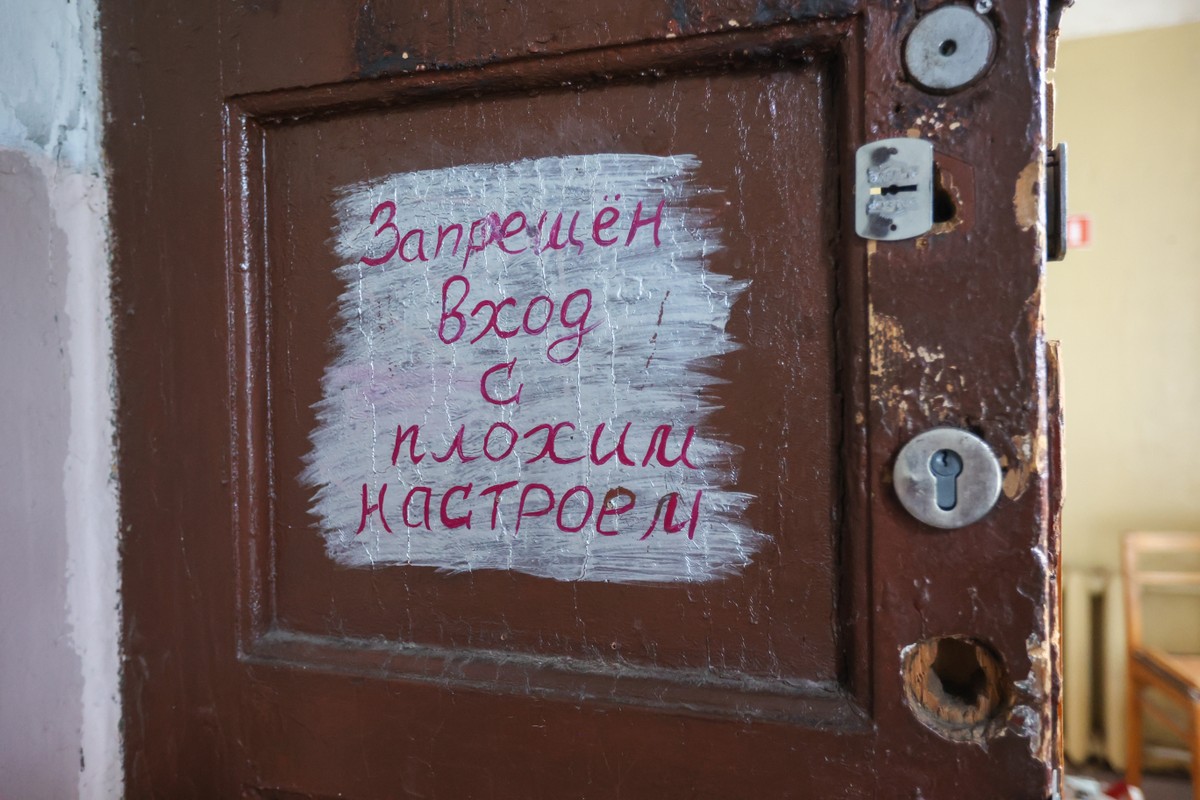 Запрещён
вход
с
плохим
настроем